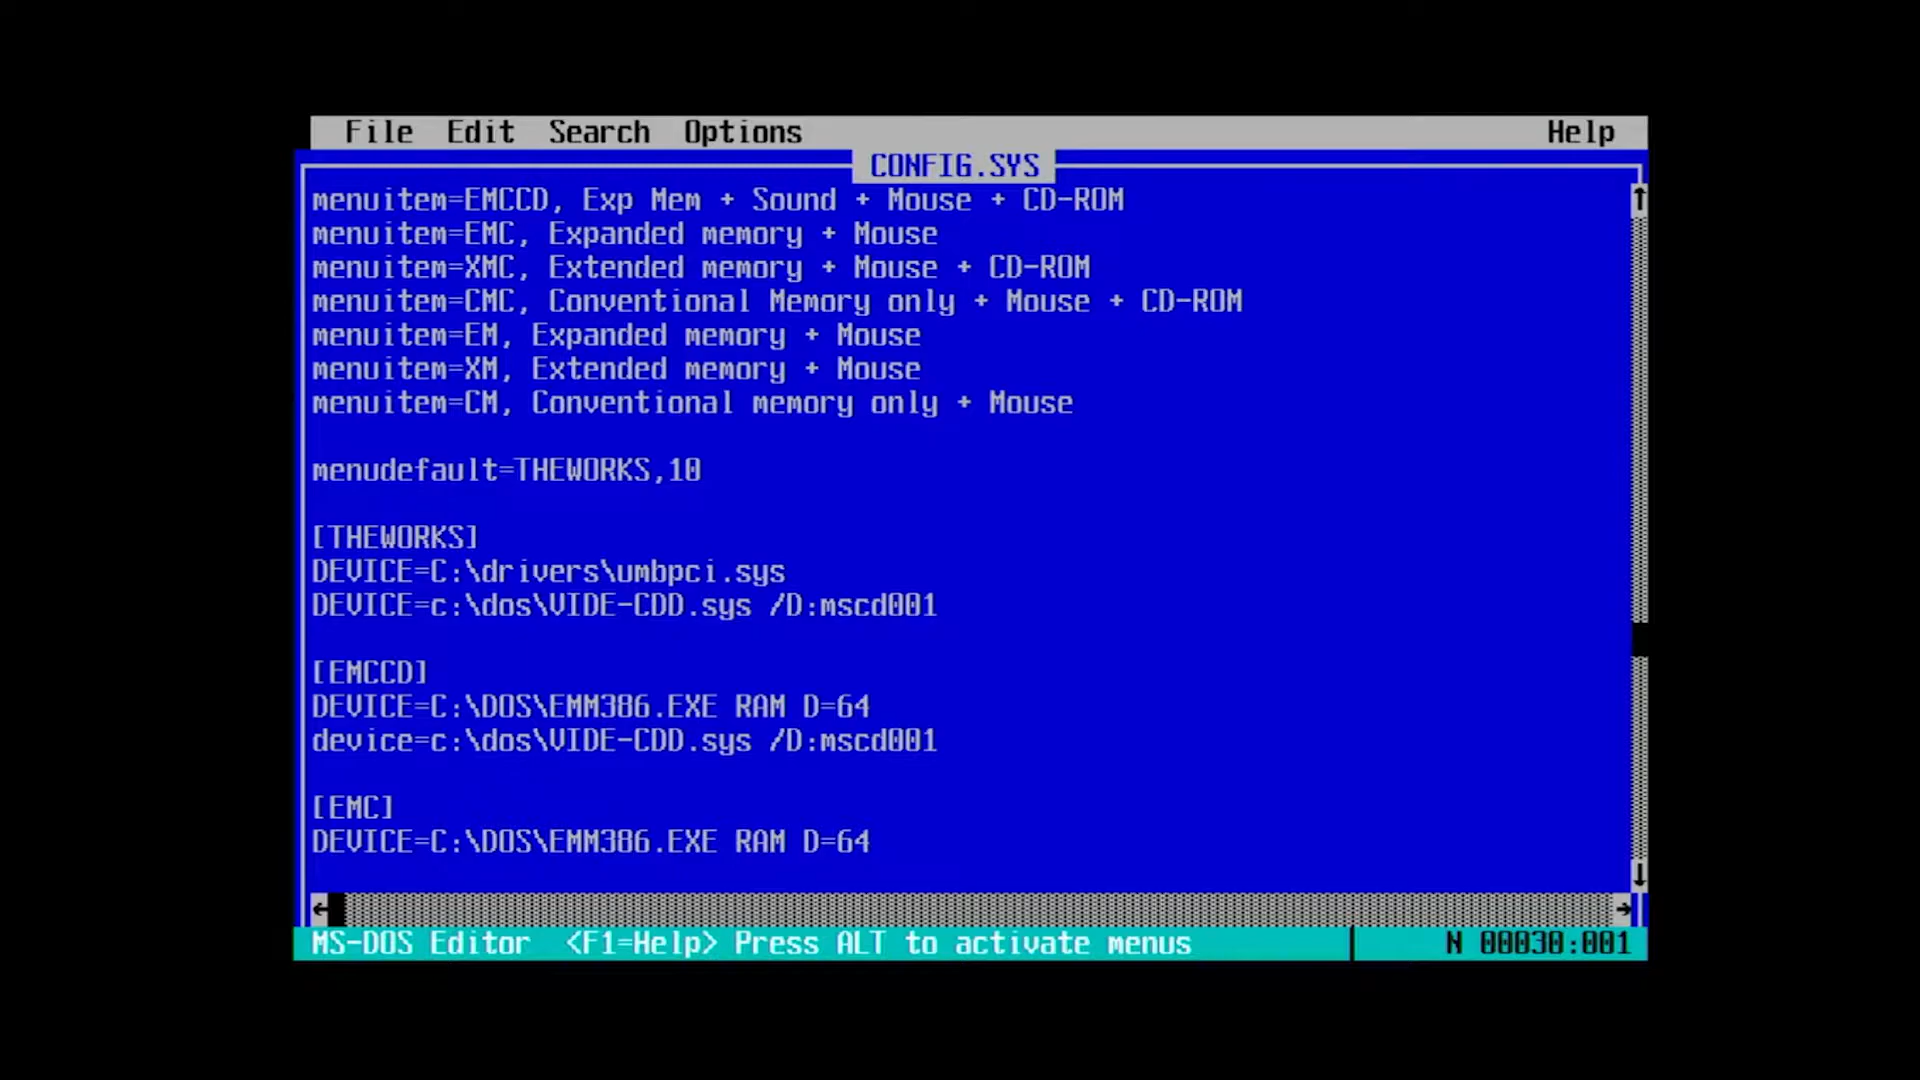 File Edit Search Options Help
CONFIG.SYS
menuitem=EMCCD, Exp Mem + Sound + Mouse + CD-ROM
menuitem=EMC, Expanded memory + Mouse
menuitem=XMC, Extended memory + Mouse + CD-ROM
menuitem=CMC, Conventional Memory only + Mouse + CD-ROM
menuitem=EM, Expanded memory + Mouse
menuitem=XM, Extended memory + Mouse
menuitem=CM, Conventional memory only + Mouse
menudefault=THEWORKS,10
[THEWORKS]
DEVICE=C:\drivers\umbpci.sys
DEVICE=c:\dos\VIDE-CDD.sys /D:mscd001
[EMCCD]
DEVICE=C:\DOS\EMM386.EXE RAM D=64
device=c:\dos\VIDE-CDD.sys /D:mscd001
[EMC]
DEVICE=C:\DOS\EMM386.EXE RAM D=64
MS-DOS Editor <F1=Help> Press ALT to activate menus N 00030:001